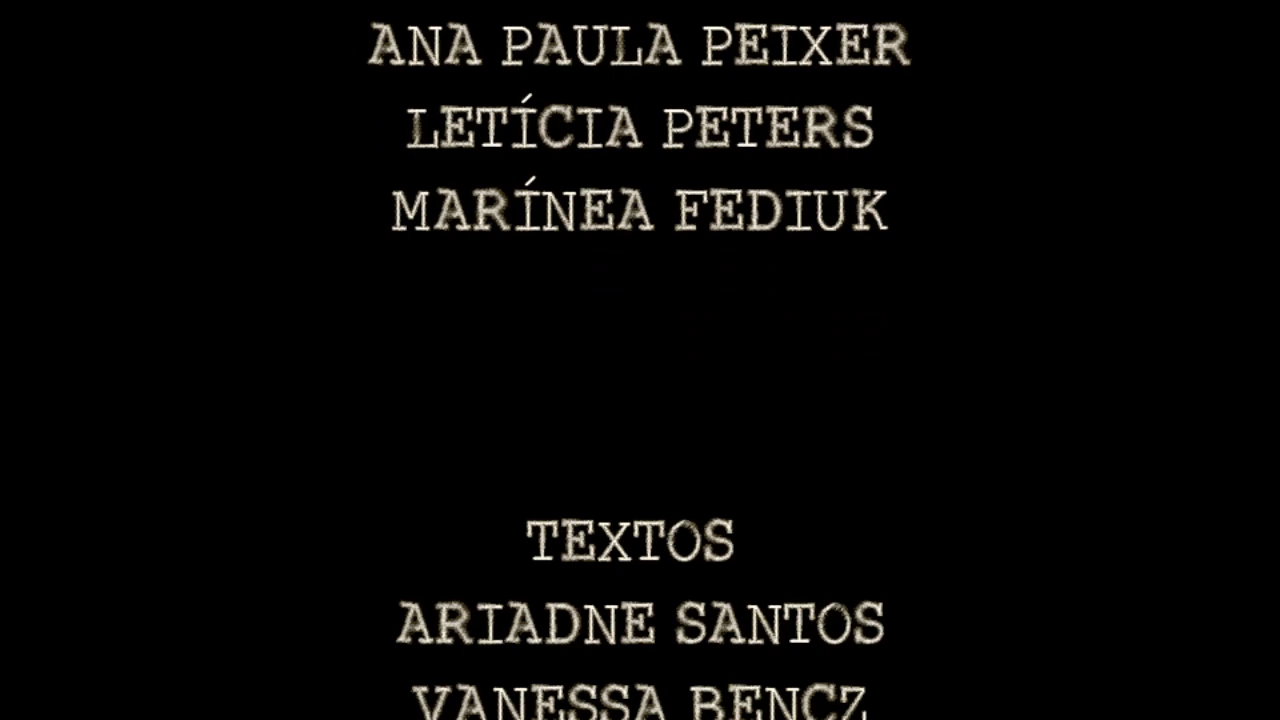 ANA PAULA PEIXER
LETÍCIA PETERS
MARÍNEA FEDIUK
TEXTOS
ARIADNE SANTOS
VANESSA BENCZ